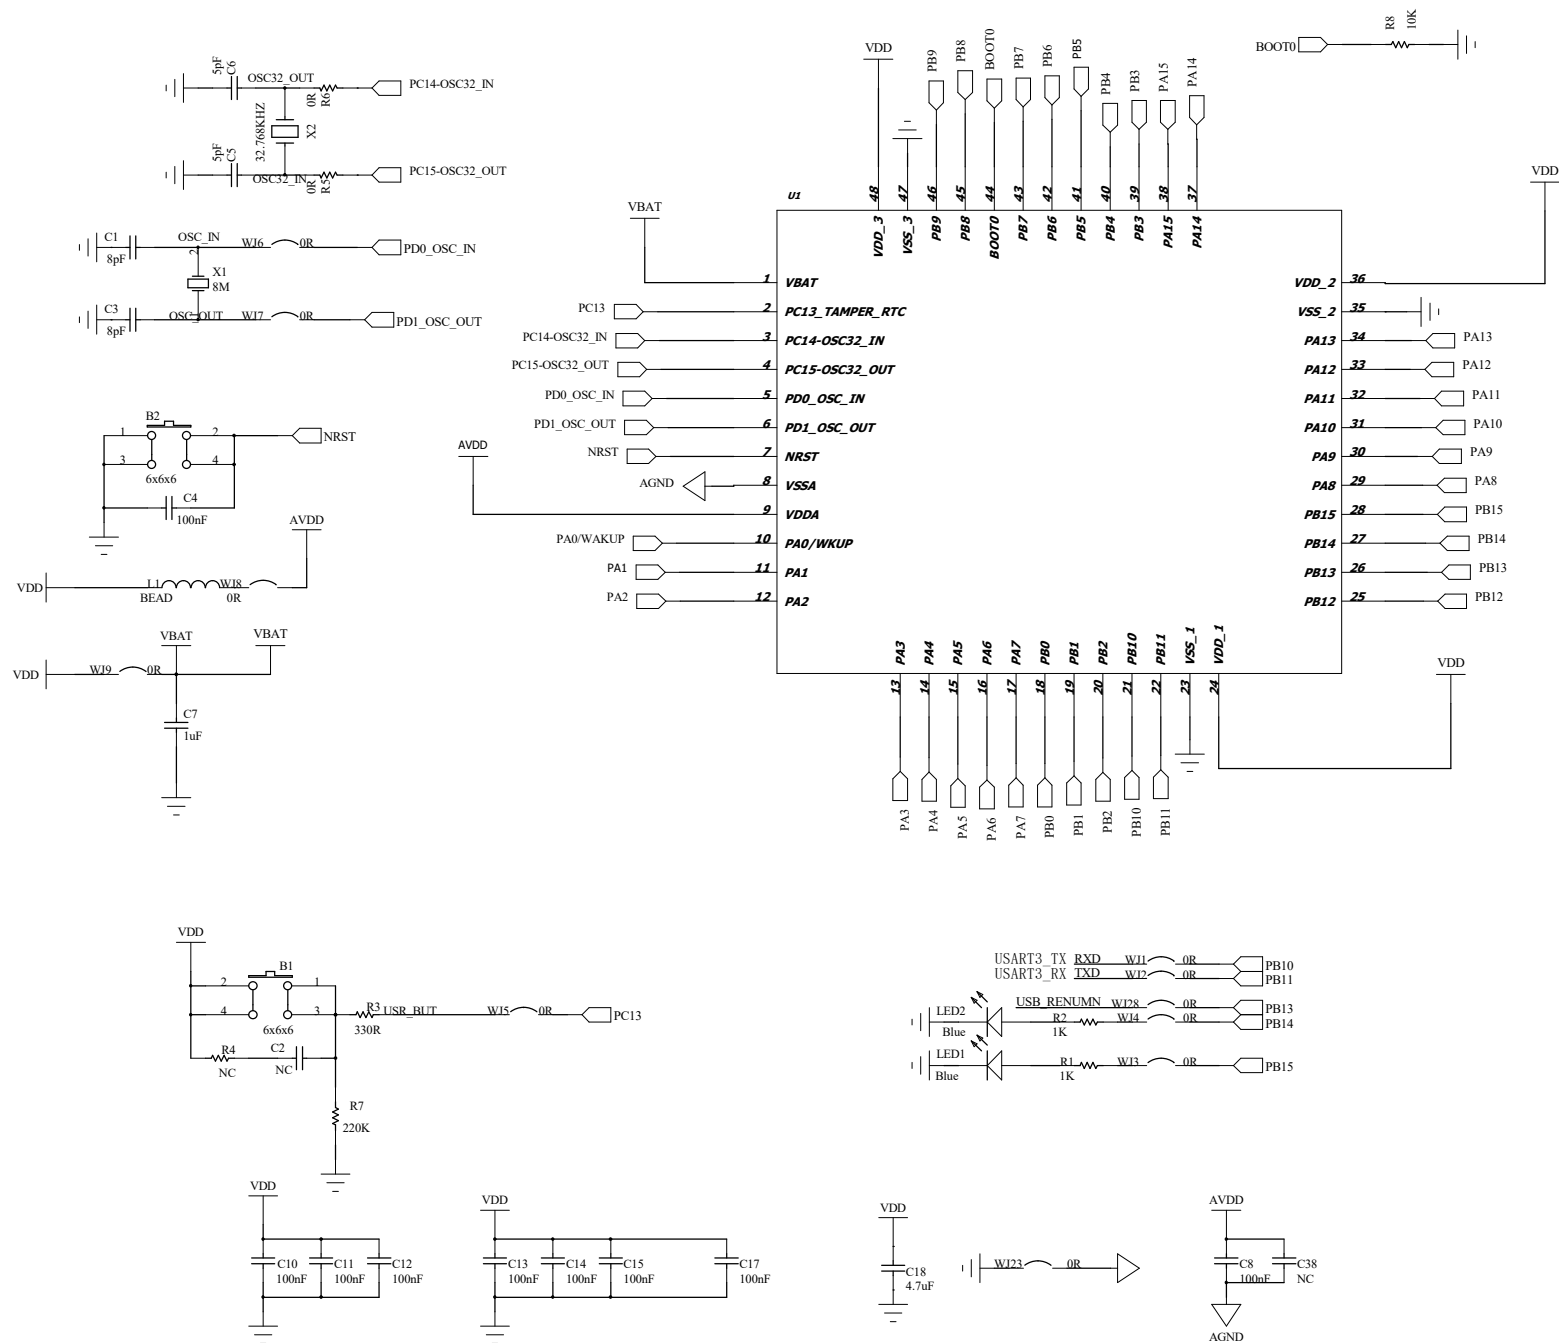 5pF
C6
OSC32_OUT
0R
R6
PC14-OSC32_IN
32.768KHZ
X2
5pF
C5
OSC32_IN
0R
R5
PC15-OSC32_OUT
C1
8pF
OSC_IN
2
WJ6
0R
PD0_OSC_IN
X1
8M
C3
8pF
OSC_OUT
WJ7
0R
PD1_OSC_OUT
B2
1
2
3
4
6x6x6
NRST
C4
100nF
AVDD
VDD
L1
BEAD
WJ8
0R
VBAT
VBAT
VDD
WJ9
0R
C7
1uF
BOOT0
R8
10K
VDD
PB9
PB8
BOOT0
PB7
PB6
PB5
PB4
PB3
PA15
PA14
U1
48
47
46
45
44
43
42
41
40
39
38
37
VDD_3
VSS_3
PB9
PB8
BOOT0
PB7
PB6
PB5
PB4
PB3
PA15
PA14
VBAT
1 VBAT
PC13 2 PC13_TAMPER_RTC
PC14-OSC32_IN 3 PC14-OSC32_IN
PC15-OSC32_OUT 4 PC15-OSC32_OUT
PD0_OSC_IN 5 PD0_OSC_IN
PD1_OSC_OUT 6 PD1_OSC_OUT
NRST 7 NRST
AVDD
AGND 8 VSSA
9 VDDA
PA0/WAKUP 10 PA0/WKUP
PA1 11 PA1
PA2 12 PA2
VDD
VDD_2 36
VSS_2 35
PA13 34 PA13
PA12 33 PA12
PA11 32 PA11
PA10 31 PA10
PA9 30 PA9
PA8 29 PA8
PB15 28 PB15
PB14 27 PB14
PB13 26 PB13
PB12 25 PB12
PA3
PA4
PA5
PA6
PA7
PB0
PB1
PB2
PB10
PB11
VSS_1
VDD_1
13
14
15
16
17
18
19
20
21
22
23
24
VDD
PA3
PA4
PA5
PA6
PA7
PB0
PB1
PB2
PB10
PB11
VDD
B1
2
1
4
3
6x6x6
R3
330R
USR_BUT
WJ5
0R
PC13
R4
NC
C2
NC
R7
220K
USART3_TX RXD WJ1 0R PB10
USART3_RX TXD WJ2 0R PB11
USB_RENUMN WJ28 0R PB13
LED2
Blue
R2
1K
WJ4
0R
PB14
LED1
Blue
R1
1K
WJ3
0R
PB15
VDD
C10
100nF
C11
100nF
C12
100nF
VDD
C13
100nF
C14
100nF
C15
100nF
C17
100nF
VDD
C18
4.7uF
WJ23
0R
AVDD
C8
100nF
C38
NC
AGND